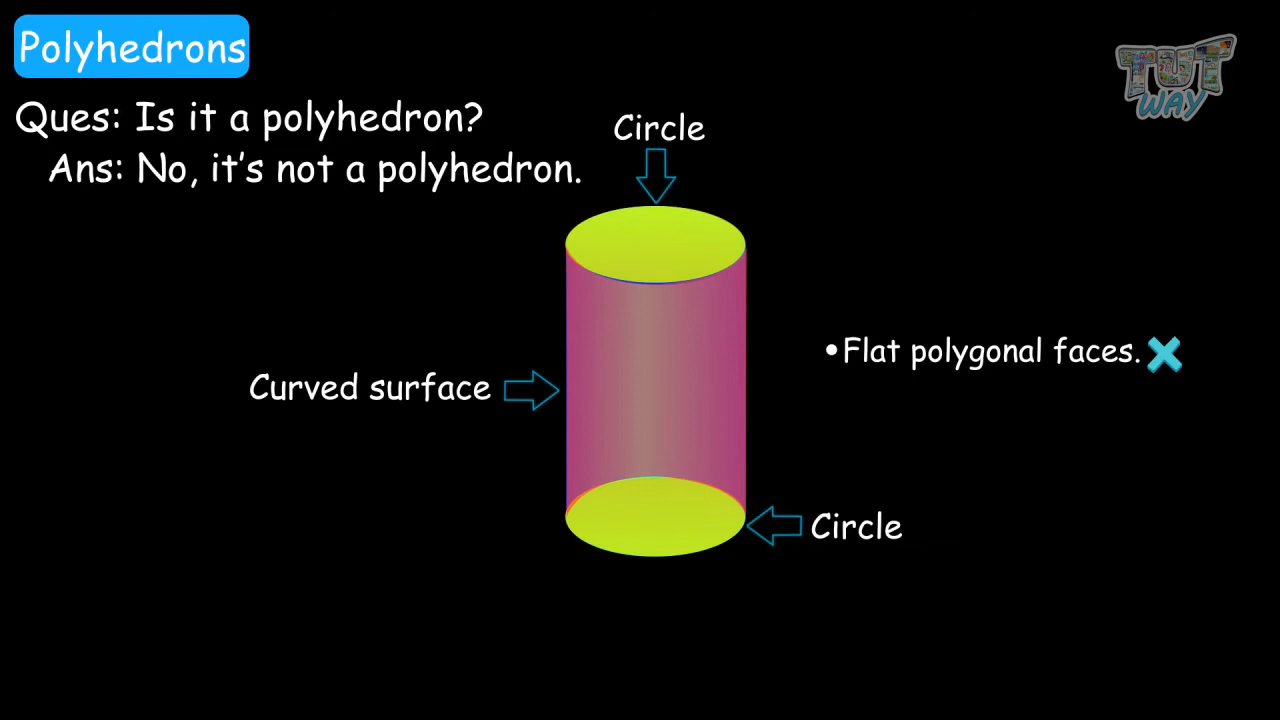 Polyhedrons
TUT
WAY
Ques: Is it a polyhedron?
Ans: No, it's not a polyhedron.
Circle
•Flat polygonal faces.
Curved surface
Circle